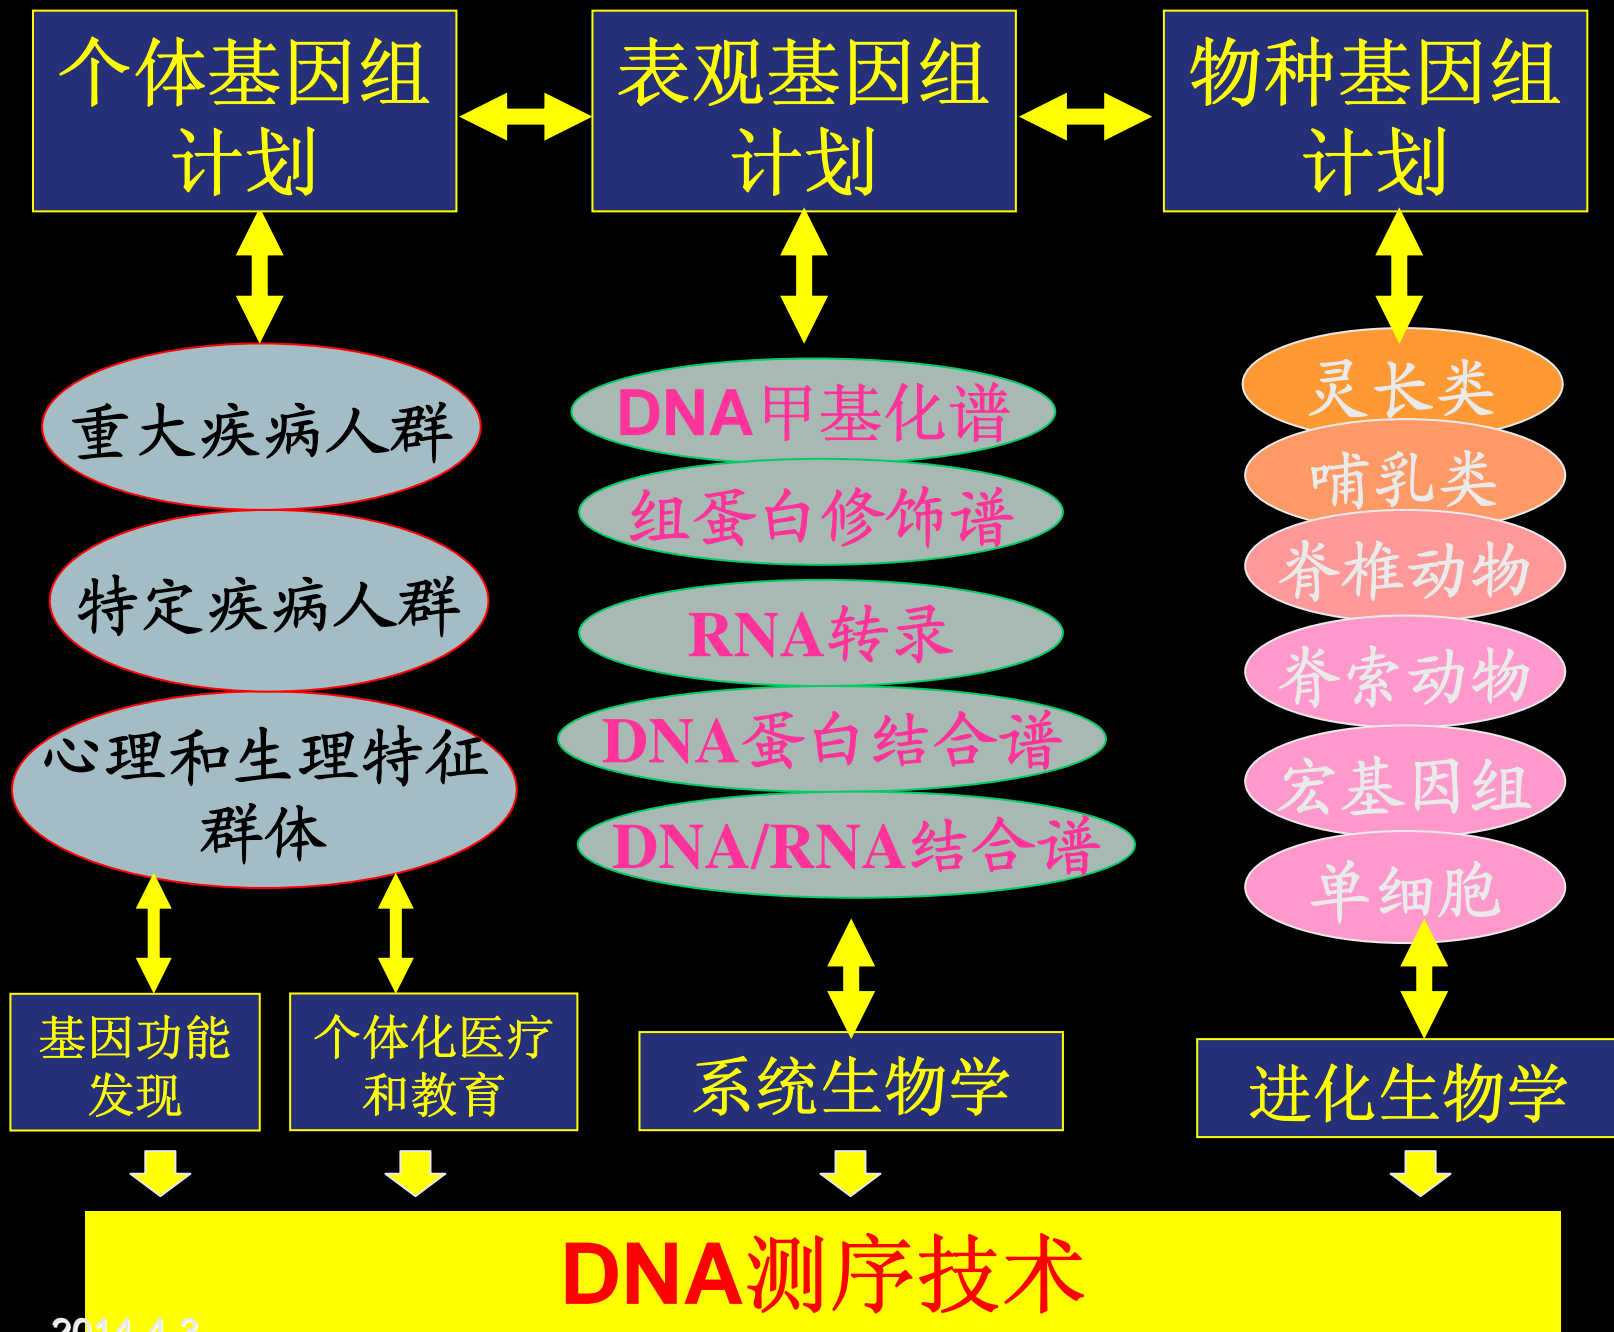 个体基因组
计划
表观基因组
计划
物种基因组
计划
重大疾病人群
特定疾病人群
心理和生理特征
群体
DNA甲基化谱
组蛋白修饰谱
RNA转录
DNA蛋白结合谱
DNA/RNA结合谱
灵长类
哺乳类
脊椎动物
脊索动物
宏基因组
单细胞
基因功能
发现
个体化医疗
和教育
系统生物学
进化生物学
DNA测序技术
2014-4-3